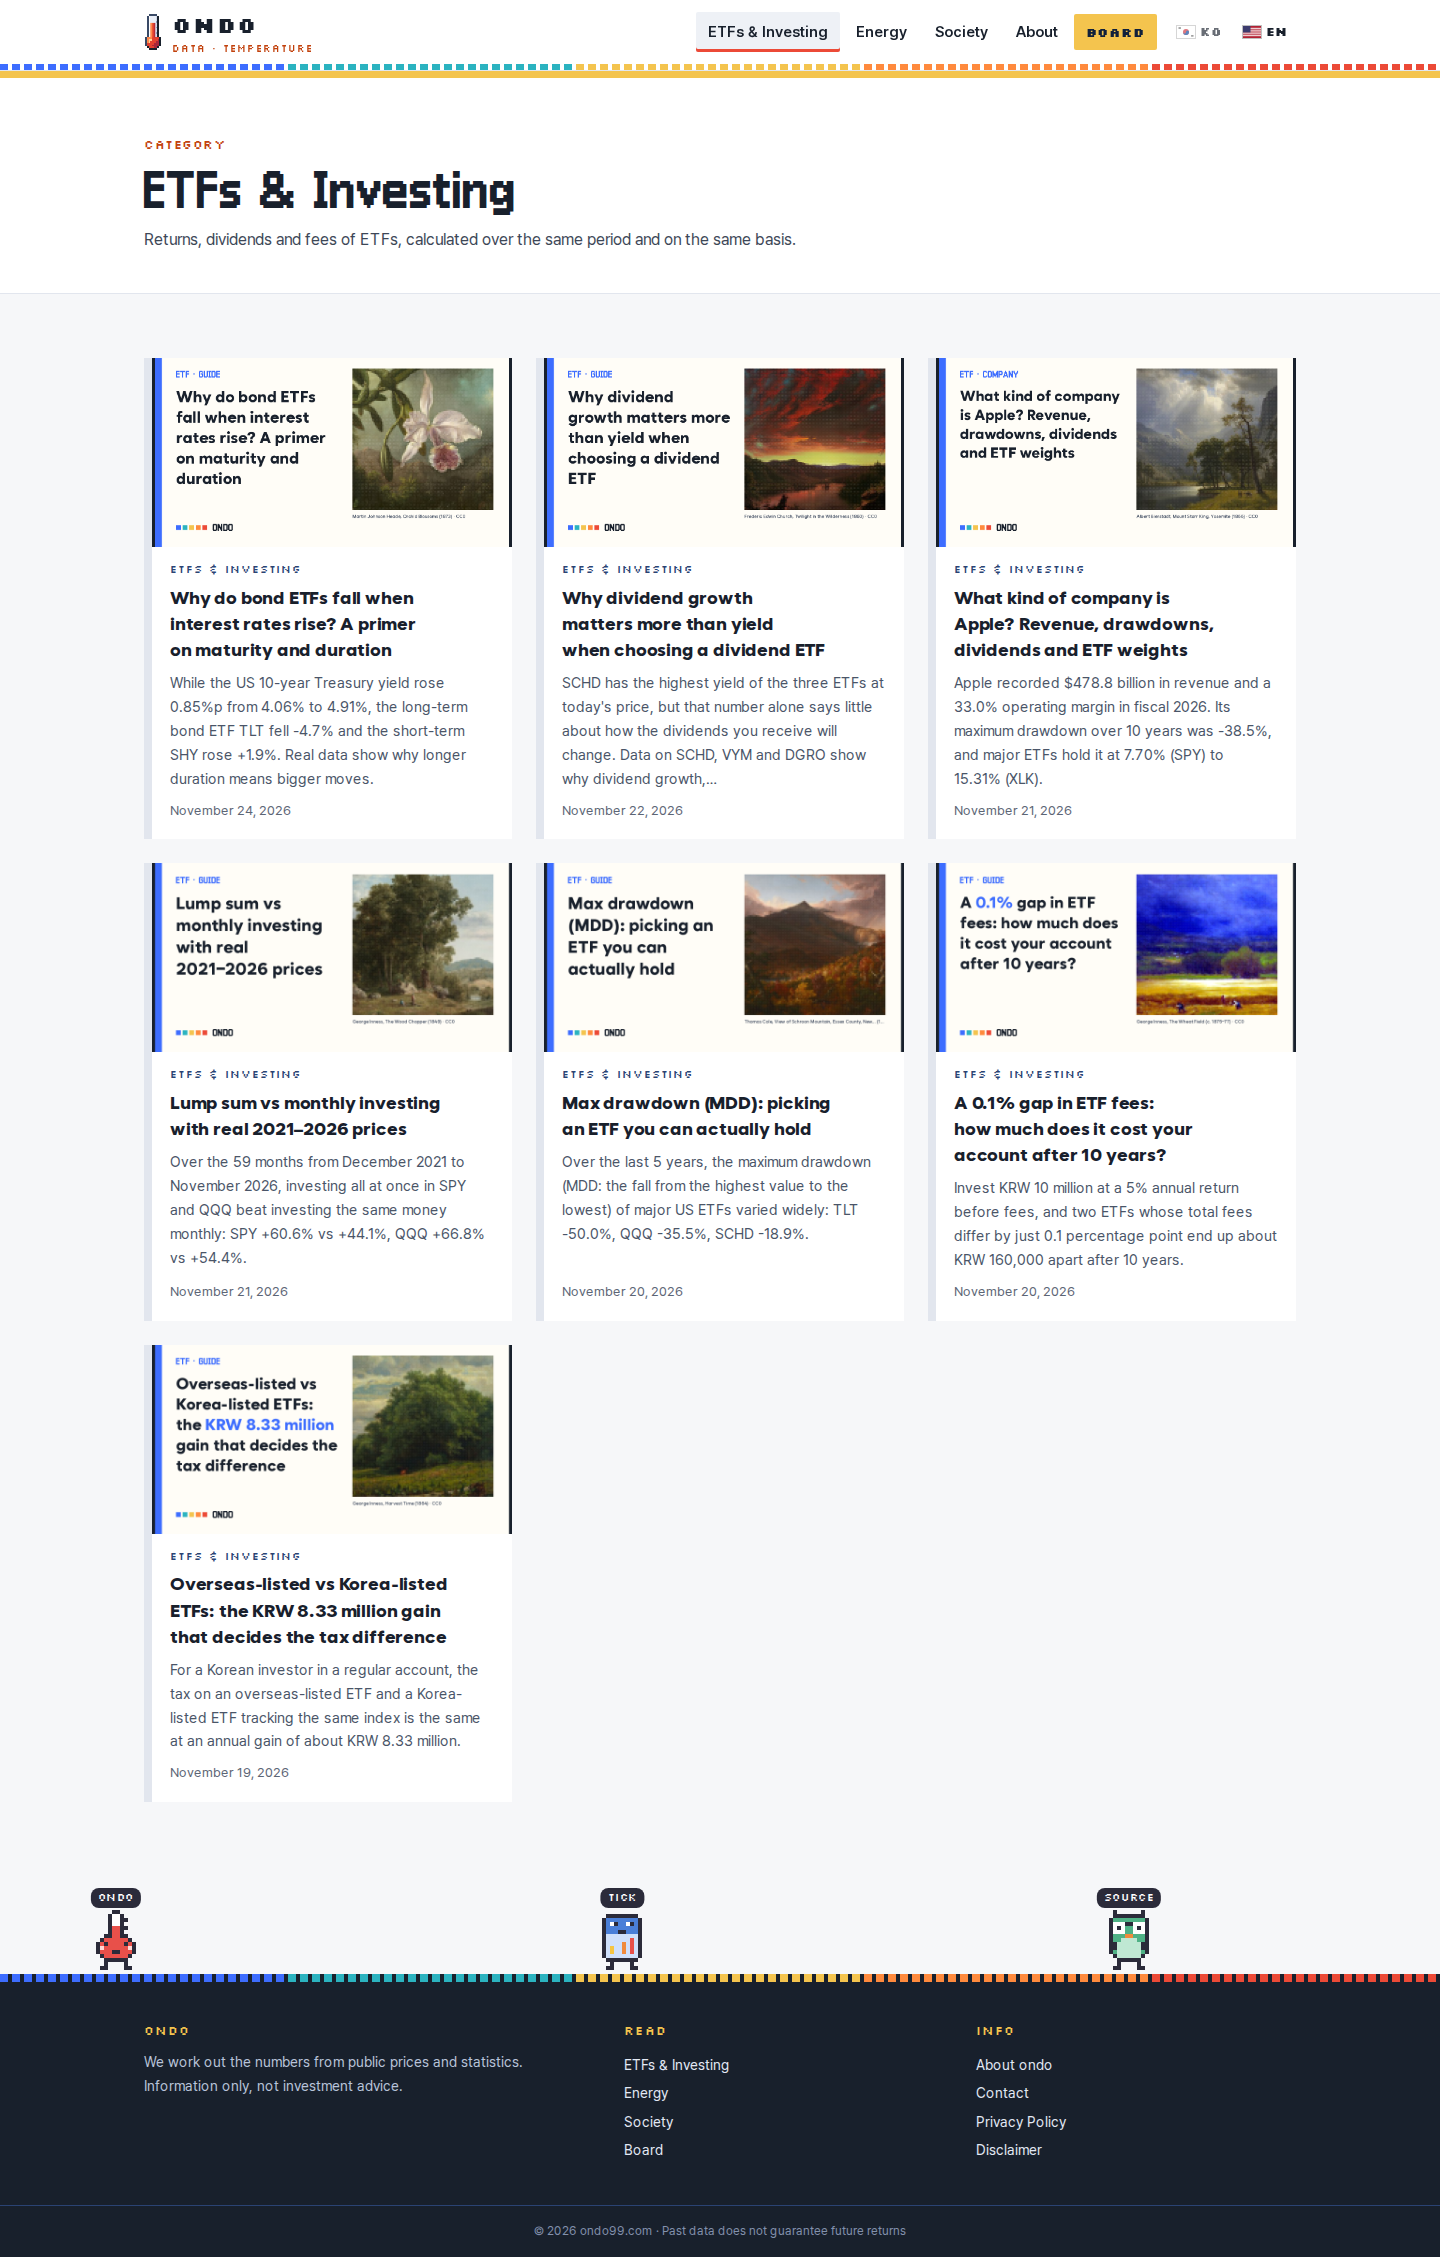 ONDO
DATA · TEMPERATURE
ETFs & Investing
Energy
Society
About
BOARD
KO
EN
CATEGORY
ETFs & Investing
Returns, dividends and fees of ETFs, calculated over the same period and on the same basis.
ETF · GUIDE
Why do bond ETFs
fall when interest
rates rise? A primer
on maturity and
duration
ONDO
ETFS & INVESTING
Why do bond ETFs fall when
interest rates rise? A primer
on maturity and duration
While the US 10-year Treasury yield rose
0.85%p from 4.06% to 4.91%, the long-term
bond ETF TLT fell -4.7% and the short-term
SHY rose +1.9%. Real data show why longer
duration means bigger moves.
November 24, 2026
ETF · GUIDE
Why dividend
growth matters more
than yield when
choosing a dividend
ETF
Frederic Edwin Church, Twilight in the Wilderness (1860) · CC0
ONDO
ETFS & INVESTING
Why dividend growth
matters more than yield
when choosing a dividend ETF
SCHD has the highest yield of the three ETFs at
today's price, but that number alone says little
about how the dividends you receive will
change. Data on SCHD, VYM and DGRO show
why dividend growth,...
November 22, 2026
ETF · COMPANY
What kind of company
is Apple? Revenue,
drawdowns, dividends
and ETF weights
ONDO
ETFS & INVESTING
What kind of company is
Apple? Revenue, drawdowns,
dividends and ETF weights
Apple recorded $478.8 billion in revenue and a
33.0% operating margin in fiscal 2026. Its
maximum drawdown over 10 years was -38.5%,
and major ETFs hold it at 7.70% (SPY) to
15.31% (XLK).
November 21, 2026
ETF · GUIDE
Lump sum vs
monthly investing
with real
2021–2026 prices
ONDO
ETFS & INVESTING
Lump sum vs monthly investing
with real 2021–2026 prices
Over the 59 months from December 2021 to
November 2026, investing all at once in SPY
and QQQ beat investing the same money
monthly: SPY +60.6% vs +44.1%, QQQ +66.8%
vs +54.4%.
November 21, 2026
ETF · GUIDE
Max drawdown
(MDD): picking an
ETF you can
actually hold
ONDO
ETFS & INVESTING
Max drawdown (MDD): picking
an ETF you can actually hold
Over the last 5 years, the maximum drawdown
(MDD: the fall from the highest value to the
lowest) of major US ETFs varied widely: TLT
-50.0%, QQQ -35.5%, SCHD -18.9%.
November 20, 2026
ETF · GUIDE
A 0.1% gap in ETF
fees: how much does
it cost your account
after 10 years?
ONDO
ETFS & INVESTING
A 0.1% gap in ETF fees:
how much does it cost your
account after 10 years?
Invest KRW 10 million at a 5% annual return
before fees, and two ETFs whose total fees
differ by just 0.1 percentage point end up about
KRW 160,000 apart after 10 years.
November 20, 2026
ETF · GUIDE
Overseas-listed vs
Korea-listed ETFs:
the KRW 8.33 million
gain that decides the
tax difference
George Inness, Harvest Time (1864) · CC0
ONDO
ETFS & INVESTING
Overseas-listed vs Korea-listed
ETFs: the KRW 8.33 million gain
that decides the tax difference
For a Korean investor in a regular account, the
tax on an overseas-listed ETF and a Korea-
listed ETF tracking the same index is the same
at an annual gain of about KRW 8.33 million.
November 19, 2026
ONDO
TICK
SOURCE
ONDO
We work out the numbers from public prices and statistics.
Information only, not investment advice.
READ
ETFs & Investing
Energy
Society
Board
INFO
About ondo
Contact
Privacy Policy
Disclaimer
© 2026 ondo99.com · Past data does not guarantee future returns